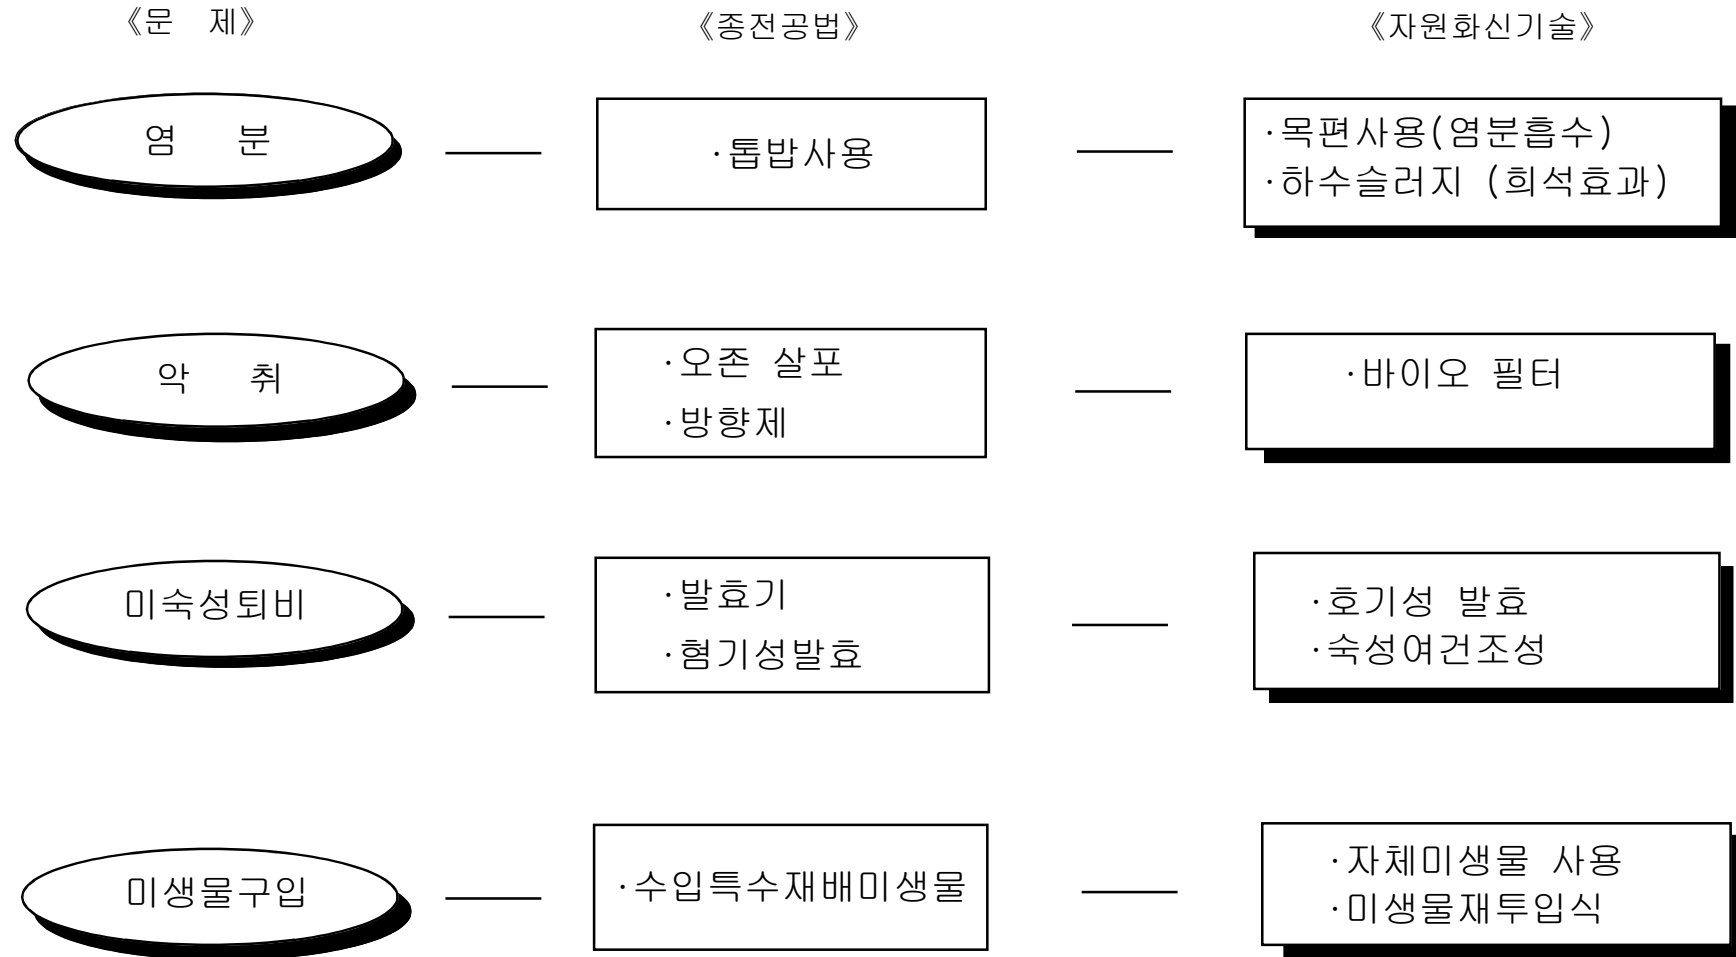 《문 제》 《종전공법》 《자원화신기술》
염 분
·톱밥사용
·목편사용(염분흡수)
·하수슬러지 (희석효과)
악 취
·오존 살포
·방향제
·바이오 필터
미숙성퇴비
·발효기
·혐기성발효
·호기성 발효
·숙성여건조성
미생물구입
·수입특수재배미생물
·자체미생물 사용
·미생물재투입식